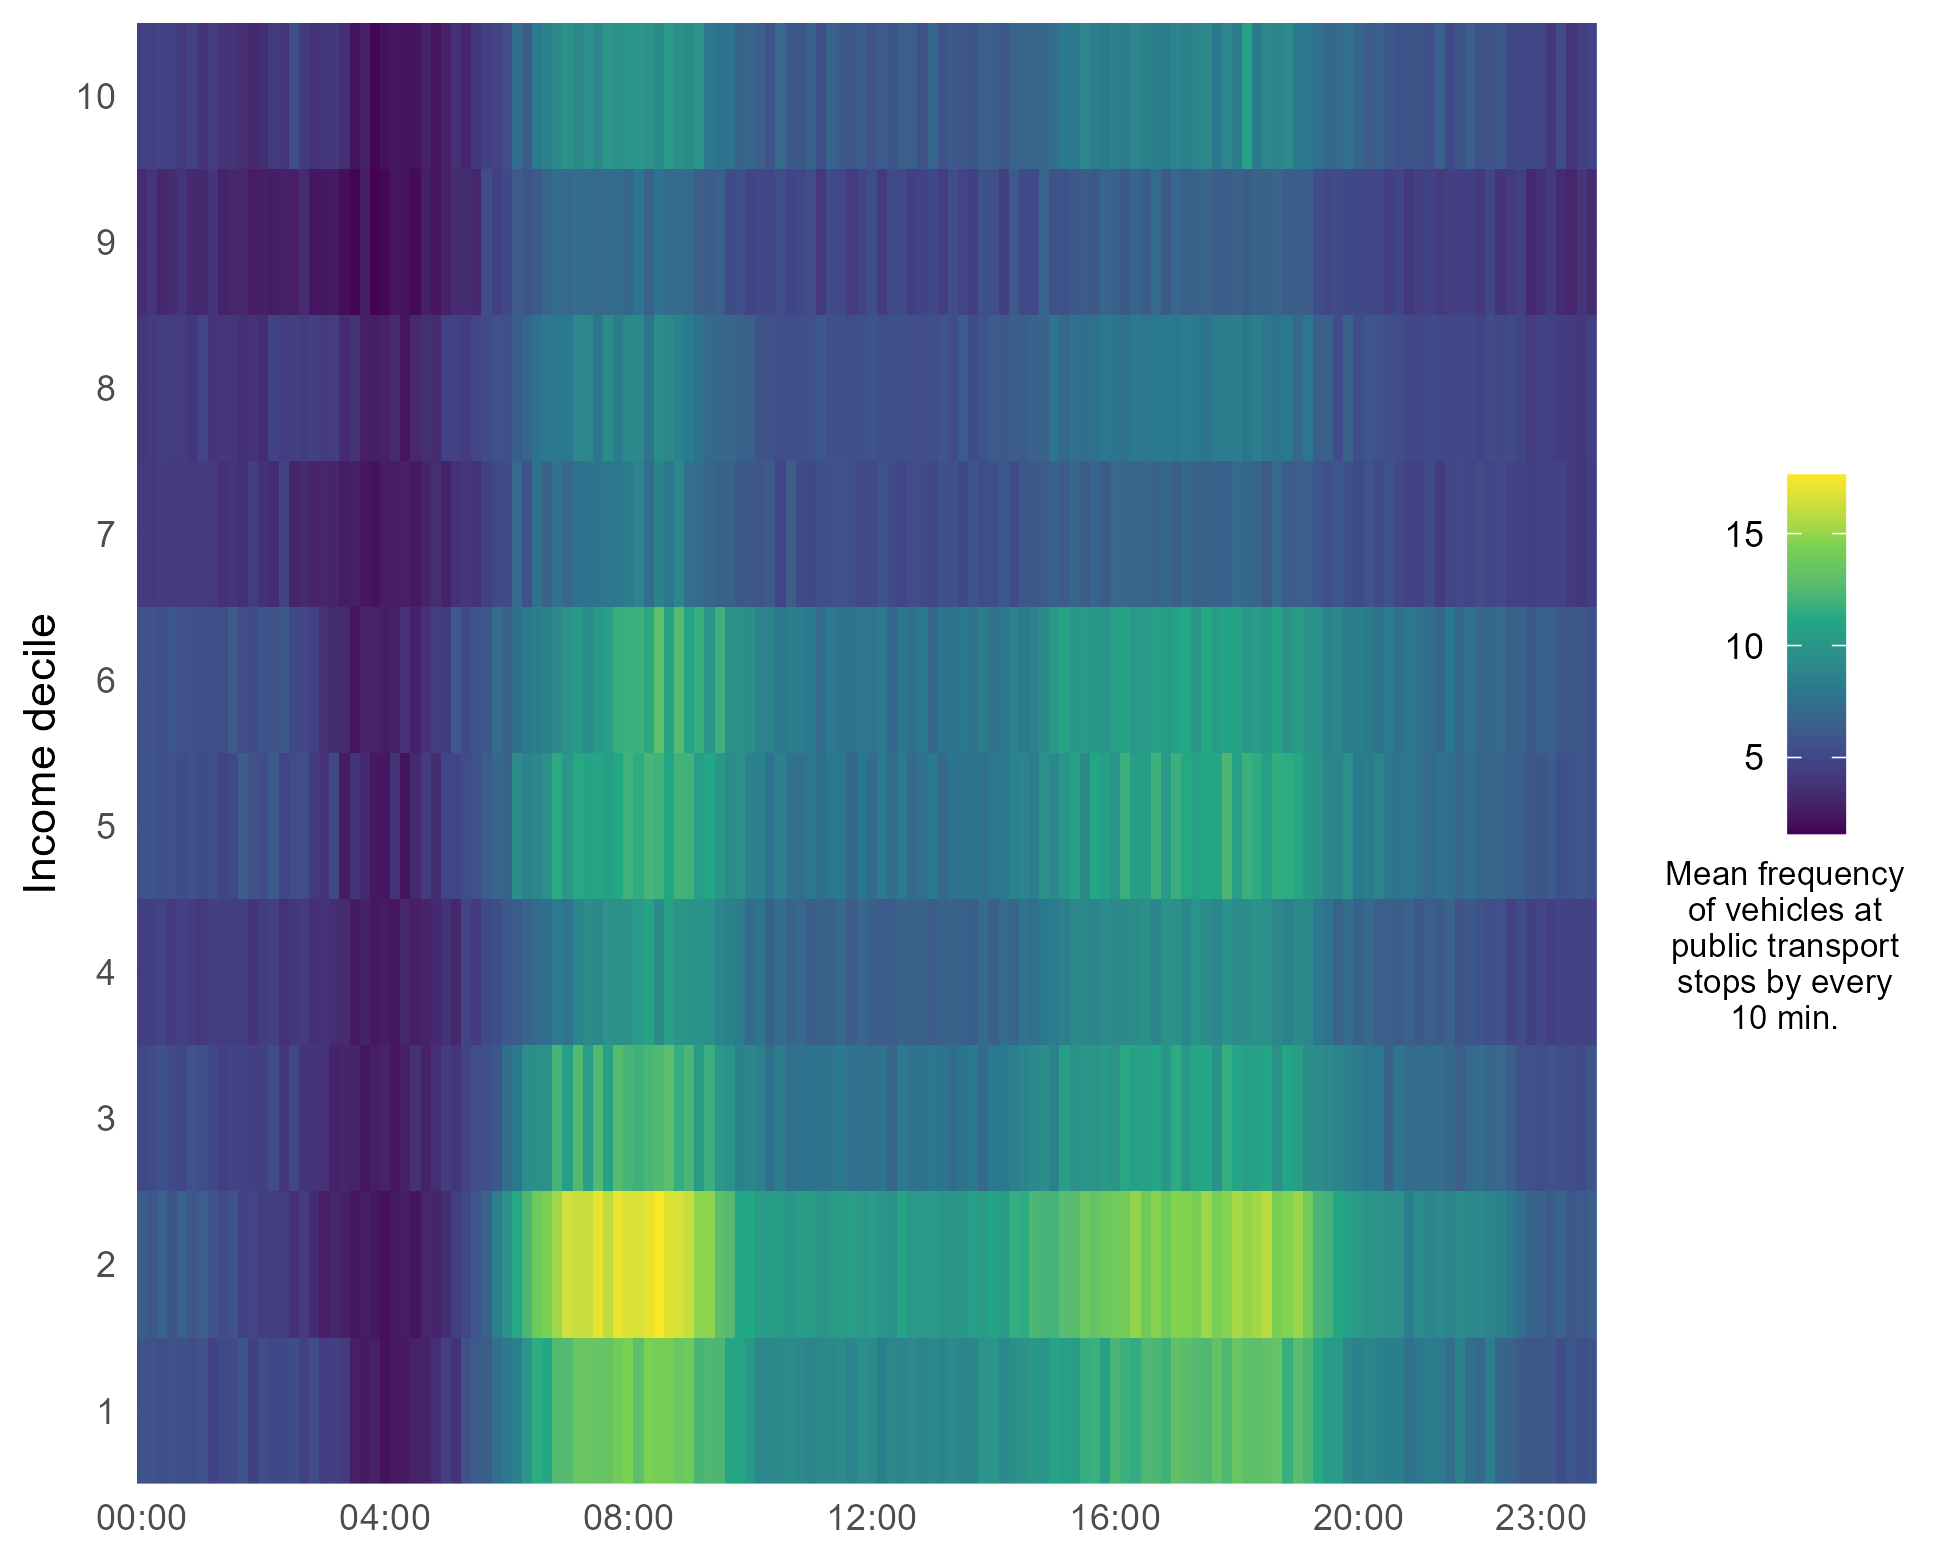 Income decile
10
9
8
7
6
5
4
3
2
1
00:00 04:00 08:00 12:00 16:00 20:00 23:00
15
10
5
Mean frequency
of vehicles at
public transport
stops by every
10 min.